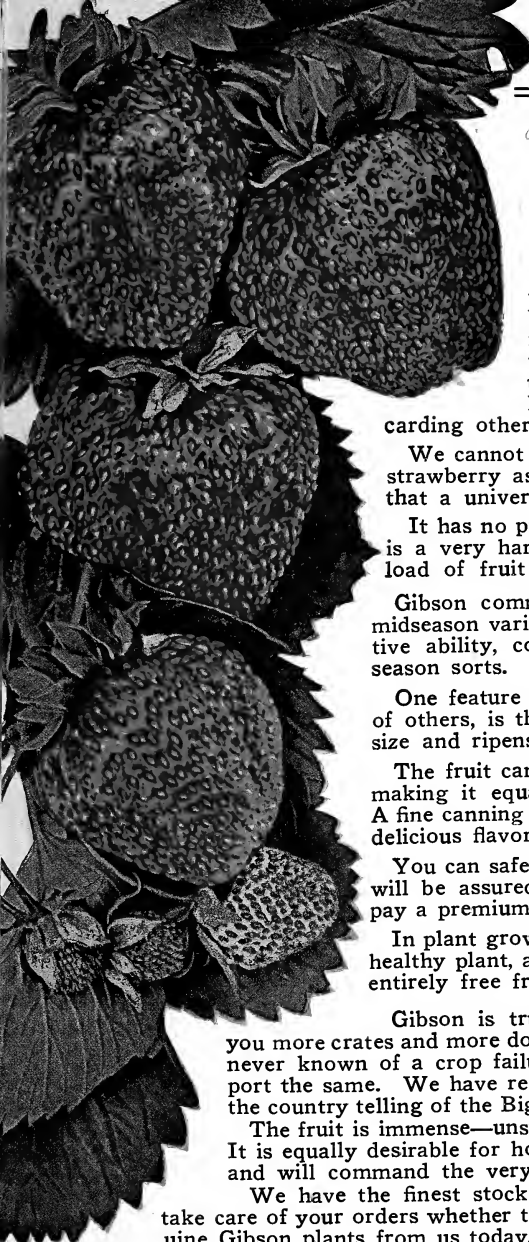 carding other
We cannot
strawberry as
that a univer
It has no p
is a very har
load of fruit
Gibson comm
midseason vari
tive ability, co
season sorts.
One feature
of others, is th
size and ripens
The fruit can
making it equa
A fine canning
delicious flavor
You can safe
will be assured
pay a premium
In plant grow
healthy plant, a
entirely free fr
Gibson is tr
you more crates and more do
never known of a crop failu
port the same. We have re
the country telling of the Big
The fruit is immense—uns
It is equally desirable for ho
and will command the very
We have the finest stock
take care of your orders whether t
uine Gibson plants from us today